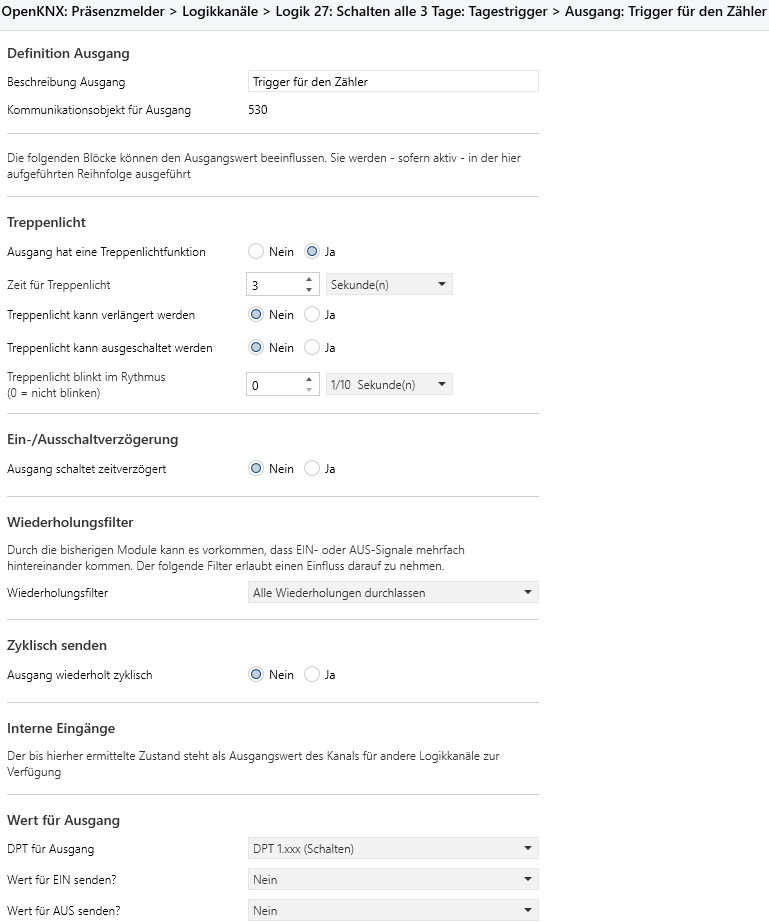 OpenKNX: Präsenzmelder > Logikkanäle > Logik 27: Schalten alle 3 Tage: Tagestrigger > Ausgang: Trigger für den Zähler
Definition Ausgang
Beschreibung Ausgang Trigger für den Zähler
Kommunikationsobjekt für Ausgang 530
Die folgenden Blöcke können den Ausgangswert beeinflussen. Sie werden - sofern aktiv - in der hier
aufgeführten Reihnfolge ausgeführt
Treppenlicht
Ausgang hat eine Treppenlichtfunktion Nein Ja
Zeit für Treppenlicht 3 Sekunde(n)
Treppenlicht kann verlängert werden Nein Ja
Treppenlicht kann ausgeschaltet werden Nein Ja
Treppenlicht blinkt im Rythmus
(0 = nicht blinken) 0 1/10 Sekunde(n)
Ein-/Ausschaltverzögerung
Ausgang schaltet zeitverzögert Nein Ja
Wiederholungsfilter
Durch die bisherigen Module kann es vorkommen, dass EIN- oder AUS-Signale mehrfach
hintereinander kommen. Der folgende Filter erlaubt einen Einfluss darauf zu nehmen.
Wiederholungsfilter Alle Wiederholungen durchlassen
Zyklisch senden
Ausgang wiederholt zyklisch Nein Ja
Interne Eingänge
Der bis hierher ermittelte Zustand steht als Ausgangswert des Kanals für andere Logikkanäle zur
Verfügung
Wert für Ausgang
DPT für Ausgang DPT 1.xxx (Schalten)
Wert für EIN senden? Nein
Wert für AUS senden? Nein